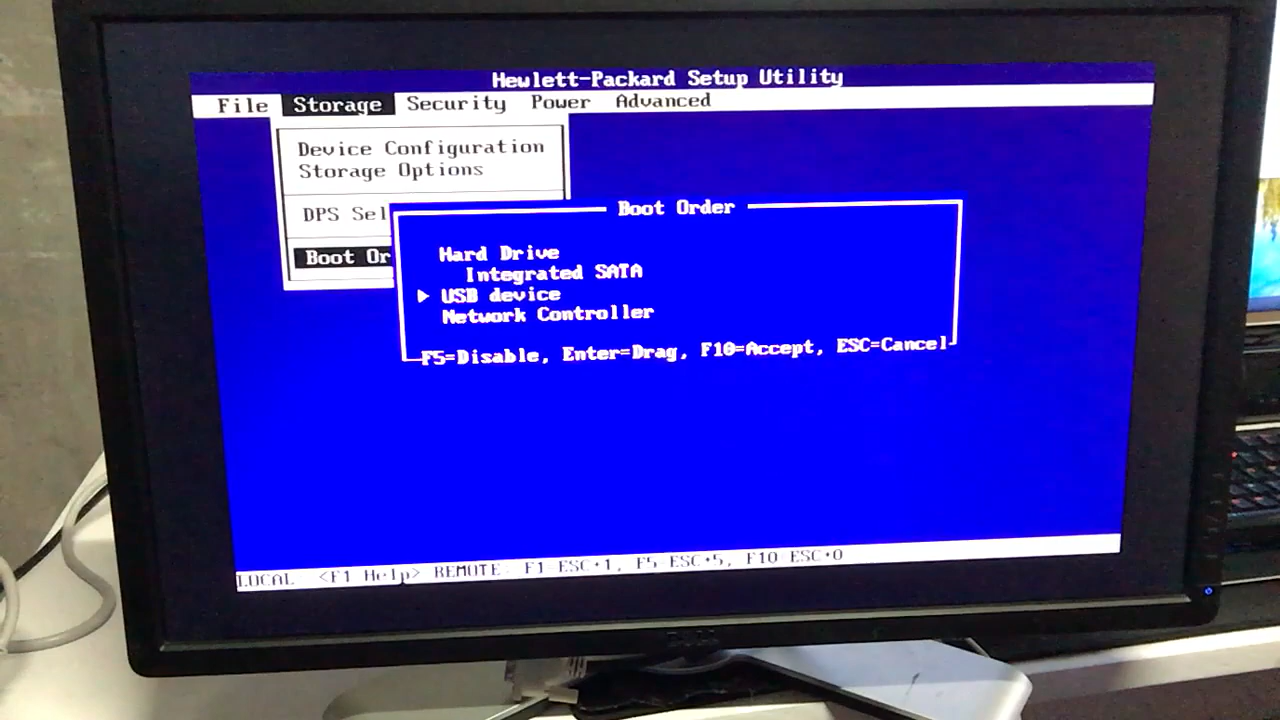 Hewlett-Packard Setup Utility
File Storage Security Power Advanced
Device Configuration
Storage Options
DPS Sel
Boot Or
Boot Order
Hard Drive
Integrated SATA
USB device
Network Controller
F5=Disable, Enter=Drag, F10=Accept, ESC=Cancel
LOCAL <F1 Help> REMOTE: F1 ESC+1, F5 ESC+5, F10 ESC+0
DELL